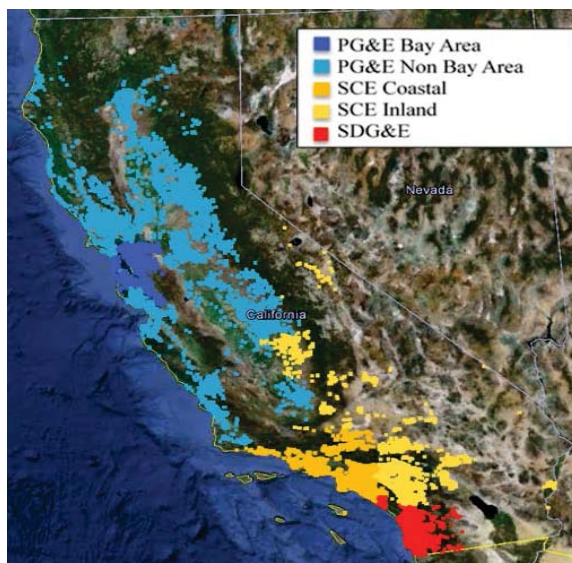 PG&E Bay Area
PG&E Non Bay Area
SCE Coastal
SCE Inland
SDG&E
Nevada
California